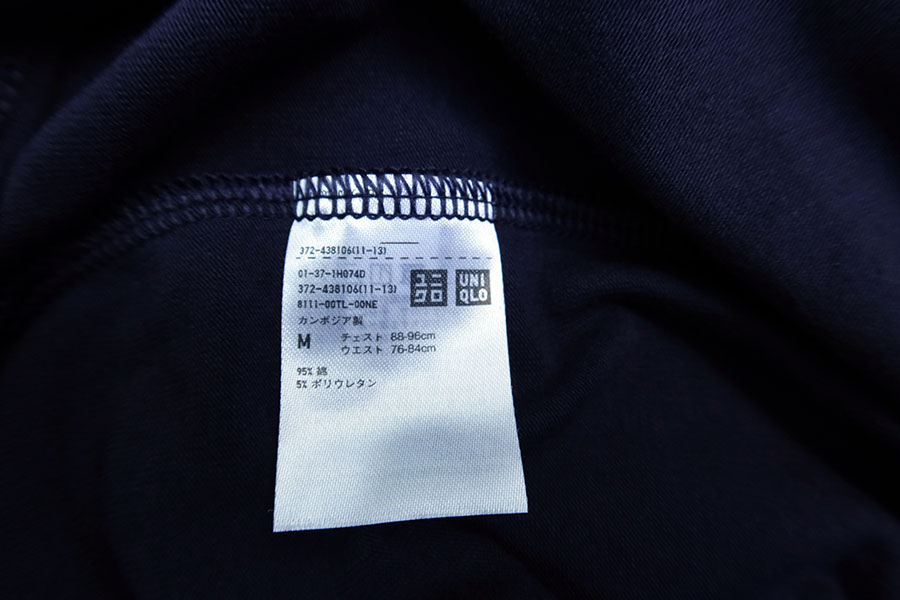 372-438106(11-13)
01-37-1H074D
372-438106(11-13)
8111-00TL-00NE
ユニクロ
UNIQLO
カンボジア製
M チェスト 88-96cm
ウエスト 76-84cm
95% 綿
5% ポリウレタン